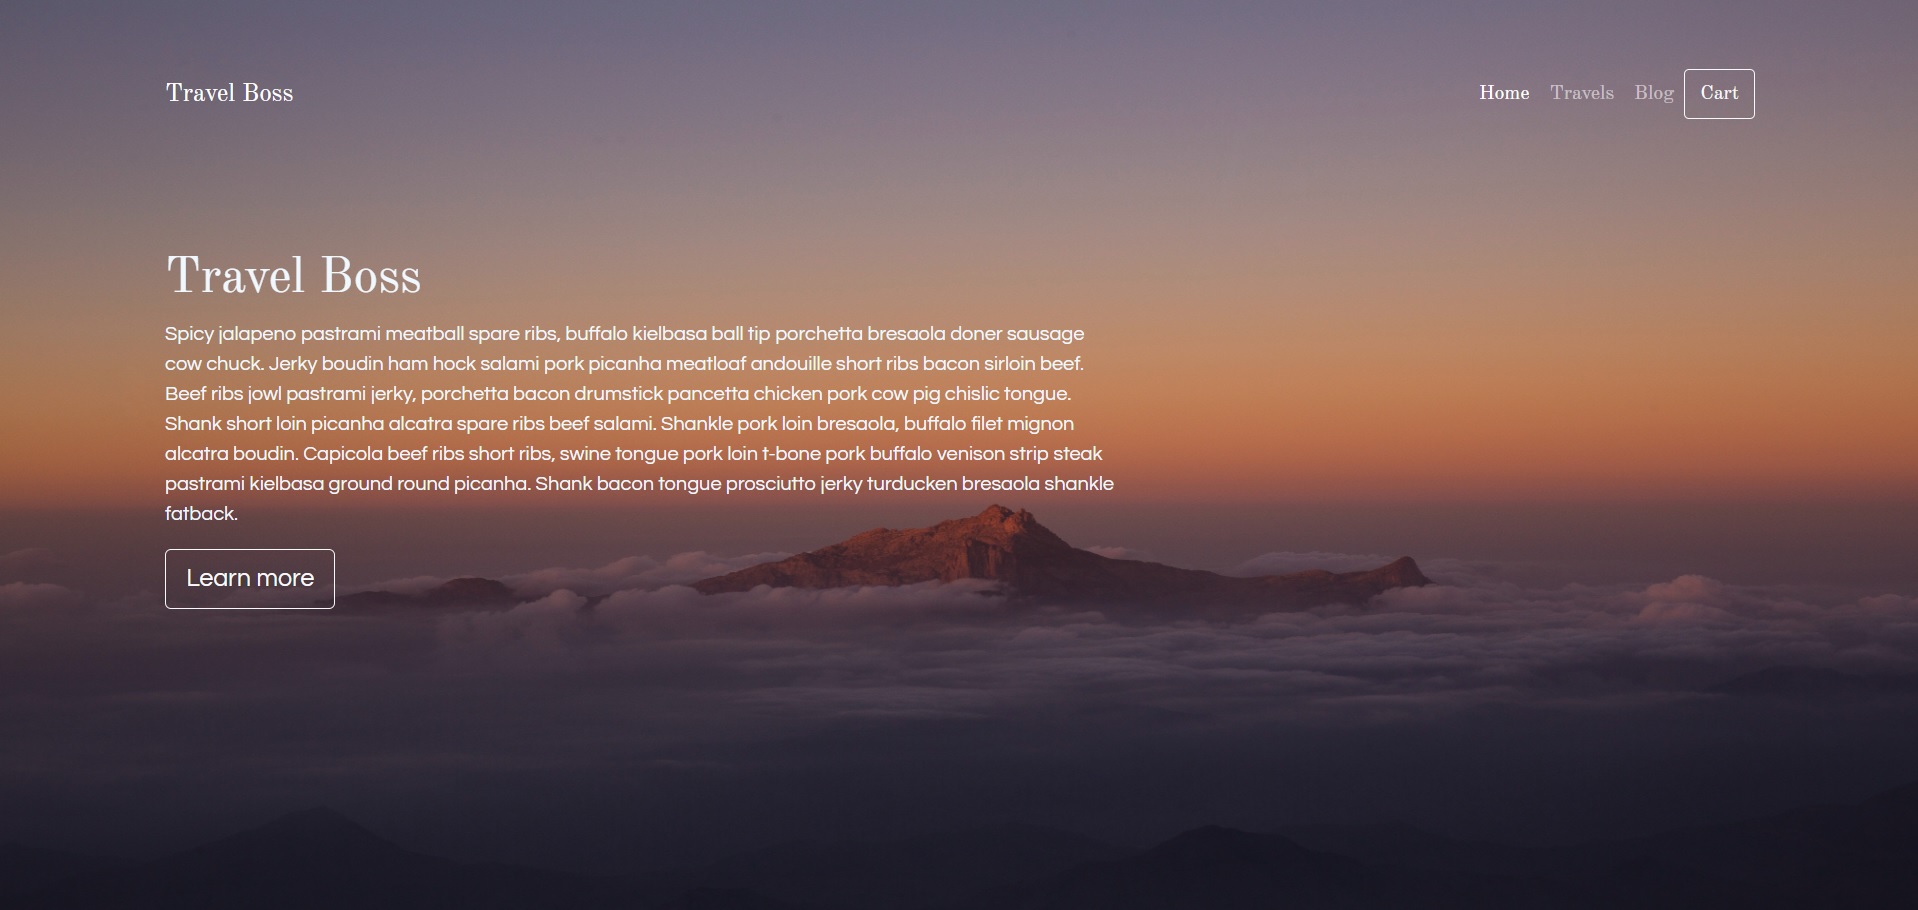 Travel Boss
Home Travels Blog Cart
Travel Boss
Spicy jalapeno pastrami meatball spare ribs, buffalo kielbasa ball tip porchetta bresaola doner sausage
cow chuck. Jerky boudin ham hock salami pork picanha meatloaf andouille short ribs bacon sirloin beef.
Beef ribs jowl pastrami jerky, porchetta bacon drumstick pancetta chicken pork cow pig chislic tongue.
Shank short loin picanha alcatra spare ribs beef salami. Shankle pork loin bresaola, buffalo filet mignon
alcatra boudin. Capicola beef ribs short ribs, swine tongue pork loin t-bone pork buffalo venison strip steak
pastrami kielbasa ground round picanha. Shank bacon tongue prosciutto jerky turducken bresaola shankle
fatback.
Learn more